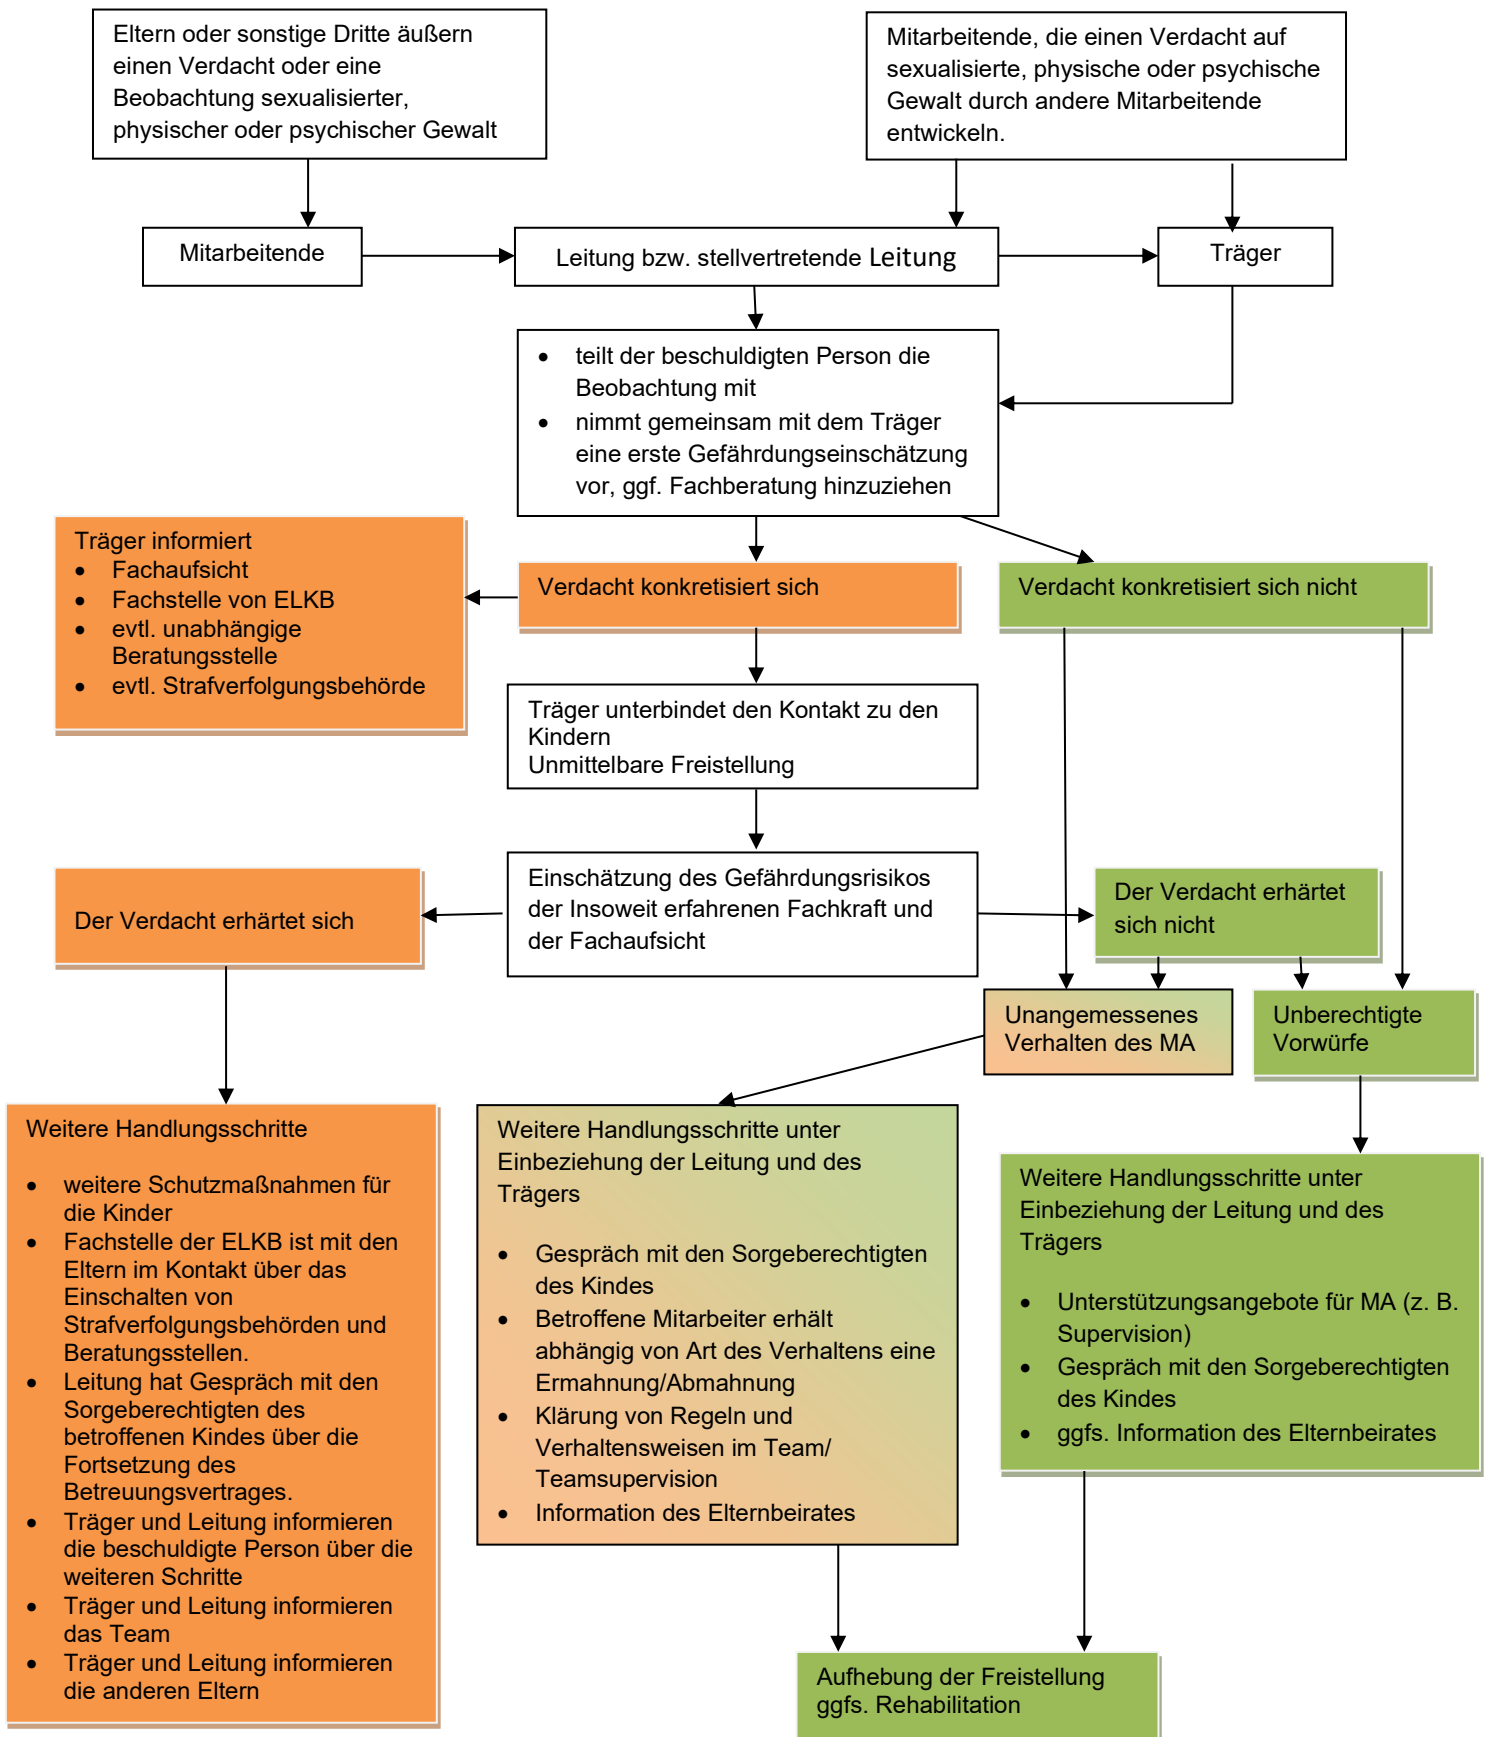 Eltern oder sonstige Dritte äußern
einen Verdacht oder eine
Beobachtung sexualisierter,
physischer oder psychischer Gewalt
Mitarbeitende, die einen Verdacht auf
sexualisierte, physische oder psychische
Gewalt durch andere Mitarbeitende
entwickeln.
Mitarbeitende
Leitung bzw. stellvertretende Leitung
Träger
• teilt der beschuldigten Person die
Beobachtung mit
• nimmt gemeinsam mit dem Träger
eine erste Gefährdungseinschätzung
vor, ggf. Fachberatung hinzuziehen
Träger informiert
• Fachaufsicht
• Fachstelle von ELKB
• evtl. unabhängige
Beratungsstelle
• evtl. Strafverfolgungsbehörde
Verdacht konkretisiert sich
Verdacht konkretisiert sich nicht
Träger unterbindet den Kontakt zu den
Kindern
Unmittelbare Freistellung
Der Verdacht erhärtet sich
Einschätzung des Gefährdungsrisikos
der Insoweit erfahrenen Fachkraft und
der Fachaufsicht
Der Verdacht erhärtet
sich nicht
Unangemessenes
Verhalten des MA
Unberechtigte
Vorwürfe
Weitere Handlungsschritte
• weitere Schutzmaßnahmen für
die Kinder
• Fachstelle der ELKB ist mit den
Eltern im Kontakt über das
Einschalten von
Strafverfolgungsbehörden und
Beratungsstellen.
• Leitung hat Gespräch mit den
Sorgeberechtigten des
betroffenen Kindes über die
Fortsetzung des
Betreuungsvertrages.
• Träger und Leitung informieren
die beschuldigte Person über die
weiteren Schritte
• Träger und Leitung informieren
das Team
• Träger und Leitung informieren
die anderen Eltern
Weitere Handlungsschritte unter
Einbeziehung der Leitung und des
Trägers
• Gespräch mit den Sorgeberechtigten
des Kindes
• Betroffene Mitarbeiter erhält
abhängig von Art des Verhaltens eine
Ermahnung/Abmahnung
• Klärung von Regeln und
Verhaltensweisen im Team/
Teamsupervision
• Information des Elternbeirates
Weitere Handlungsschritte unter
Einbeziehung der Leitung und des
Trägers
• Unterstützungsangebote für MA (z. B.
Supervision)
• Gespräch mit den Sorgeberechtigten
des Kindes
• ggfs. Information des Elternbeirates
Aufhebung der Freistellung
ggfs. Rehabilitation